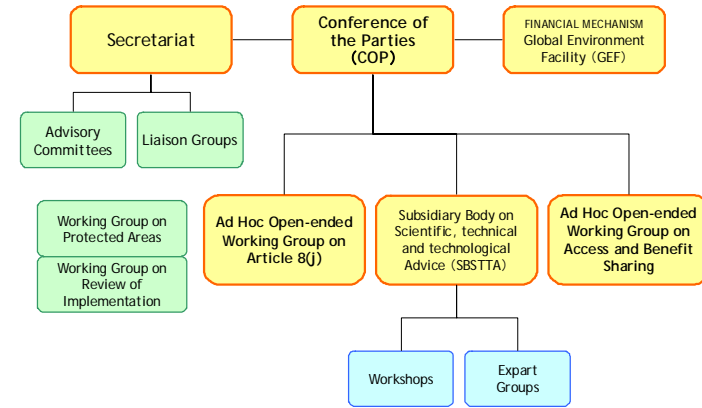 Secretariat
Conference of
the Parties
(COP)
FINANCIAL MECHANISM
Global Environment
Facility (GEF)
Advisory
Committees
Liaison Groups
Working Group on
Protected Areas
Working Group on
Review of
Implementation
Ad Hoc Open-ended
Working Group on
Article 8(j)
Subsidiary Body on
Scientific, technical
and technological
Advice (SBSTTA)
Ad Hoc Open-ended
Working Group on
Access and Benefit
Sharing
Workshops
Expart
Groups